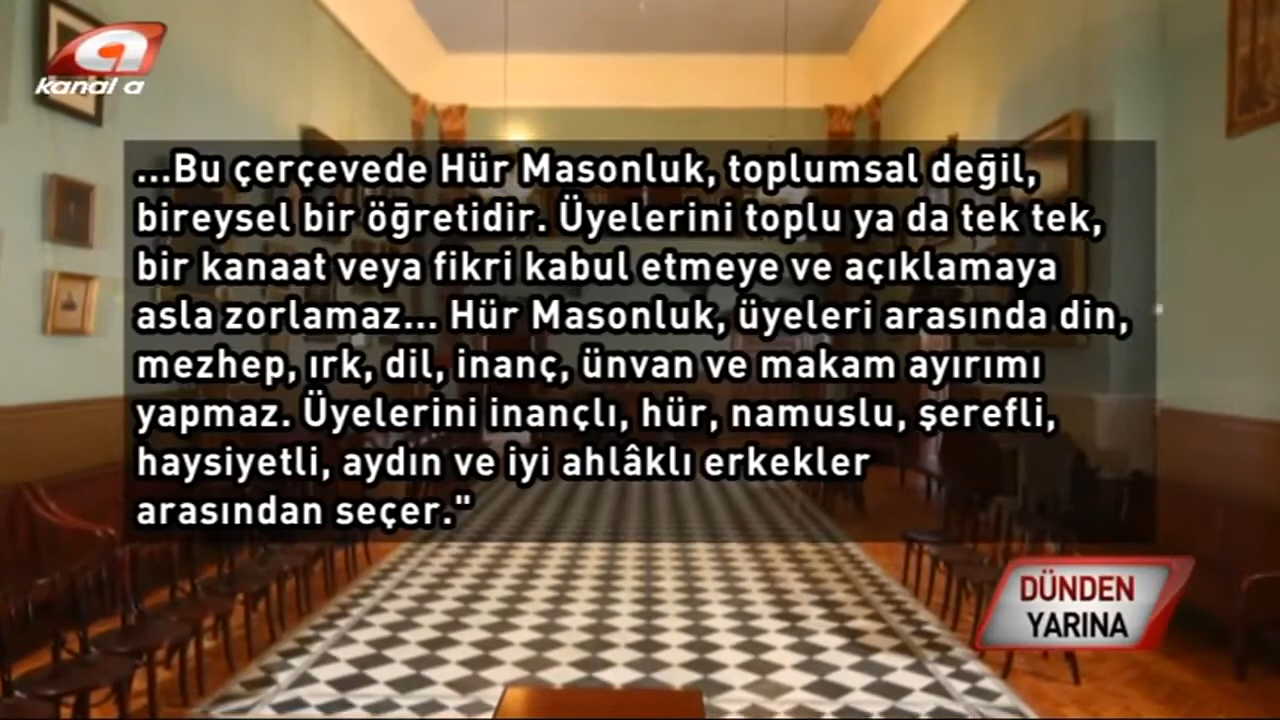 a
kanal a
...Bu çerçevede Hür Masonluk, toplumsal değil,
bireysel bir öğretidir. Üyelerini toplu ya da tek tek,
bir kanaat veya fikri kabul etmeye ve açıklamaya
asla zorlamaz... Hür Masonluk, üyeleri arasında din,
mezhep, ırk, dil, inanç, ünvan ve makam ayırımı
yapmaz. Üyelerini inançlı, hür, namuslu, şerefli,
haysiyetli, aydın ve iyi ahlâklı erkekler
arasından seçer."
DÜNDEN
YARINA